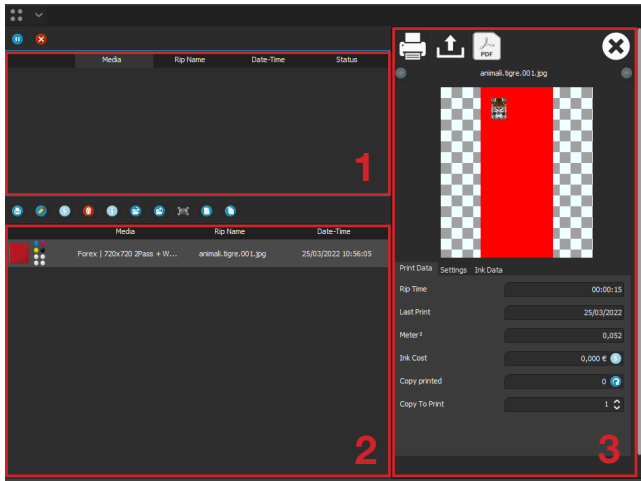 Media Rip Name Date-Time Status
1
Media Rip Name Date-Time
Forex | 720x720 2Pass + W... animali.tigre.001.jpg 25/03/2022 10:56:05
2
PDF
animali.tigre.001.jpg
Print Data Settings Ink Data
Rip Time 00:00:15
Last Print 25/03/2022
Meter² 0,052
Ink Cost 0,000 €
Copy printed 0
Copy To Print 1
3